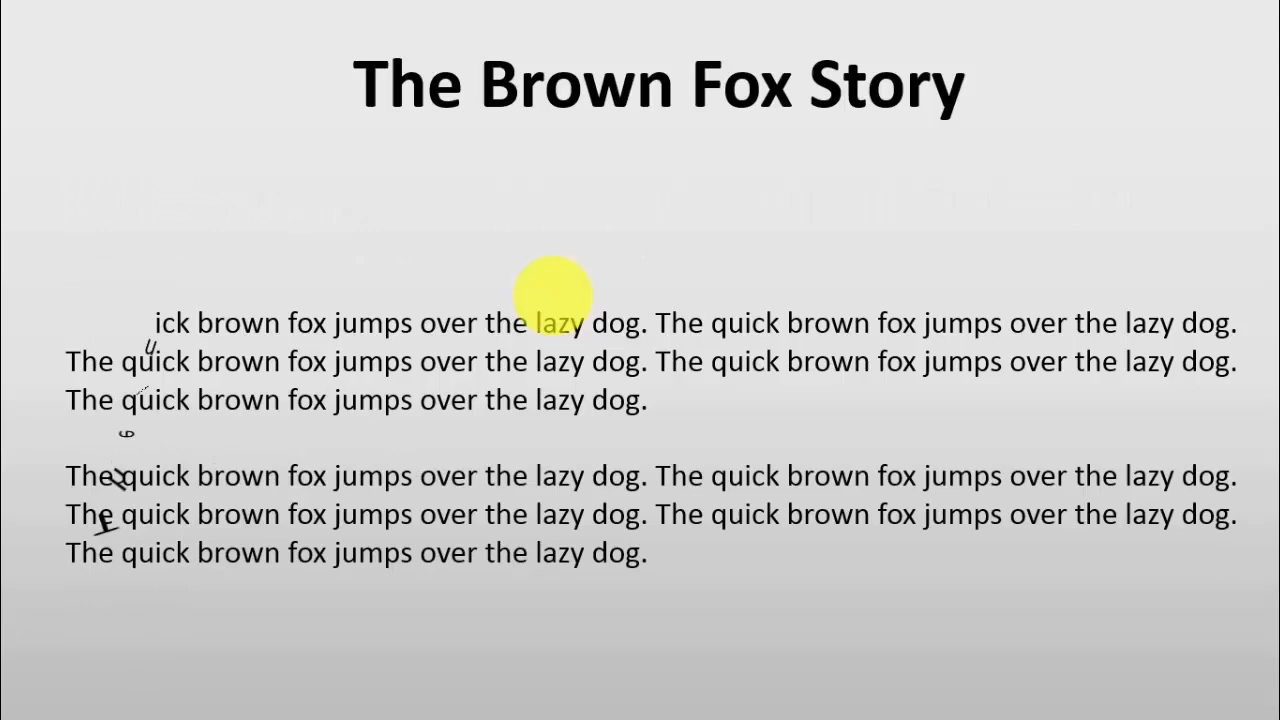 The Brown Fox Story
ick brown fox jumps over the lazy dog. The quick brown fox jumps over the lazy dog.
The quick brown fox jumps over the lazy dog. The quick brown fox jumps over the lazy dog.
The quick brown fox jumps over the lazy dog.
The quick brown fox jumps over the lazy dog. The quick brown fox jumps over the lazy dog.
The quick brown fox jumps over the lazy dog. The quick brown fox jumps over the lazy dog.
The quick brown fox jumps over the lazy dog.